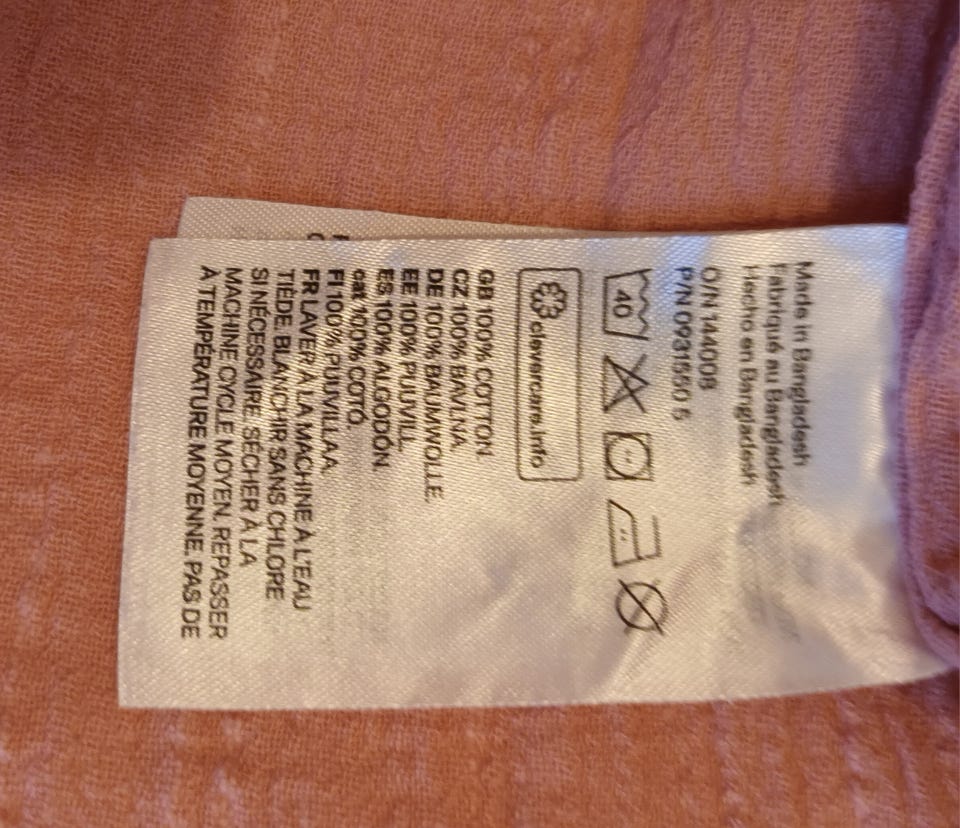 Made in Bangladesh
Fabriqué au Bangladesh
Hecho en Bangladesh
O/N 144008
P/N 0931550 5
40
clevercare.info
GB 100% COTTON
CZ 100% BAVLNA.
DE 100% BAUMWOLLE.
EE 100% PUUVILL.
ES 100% ALGODÓN.
cat 100% COTÓ.
FI 100% PUUVILLAA.
FR LAVER À LA MACHINE À L'EAU
TIÈDE. BLANCHIR SANS CHLORE
SI NÉCESSAIRE. SÉCHER À LA
MACHINE CYCLE MOYEN. REPASSER
À TEMPÉRATURE MOYENNE. PAS DE